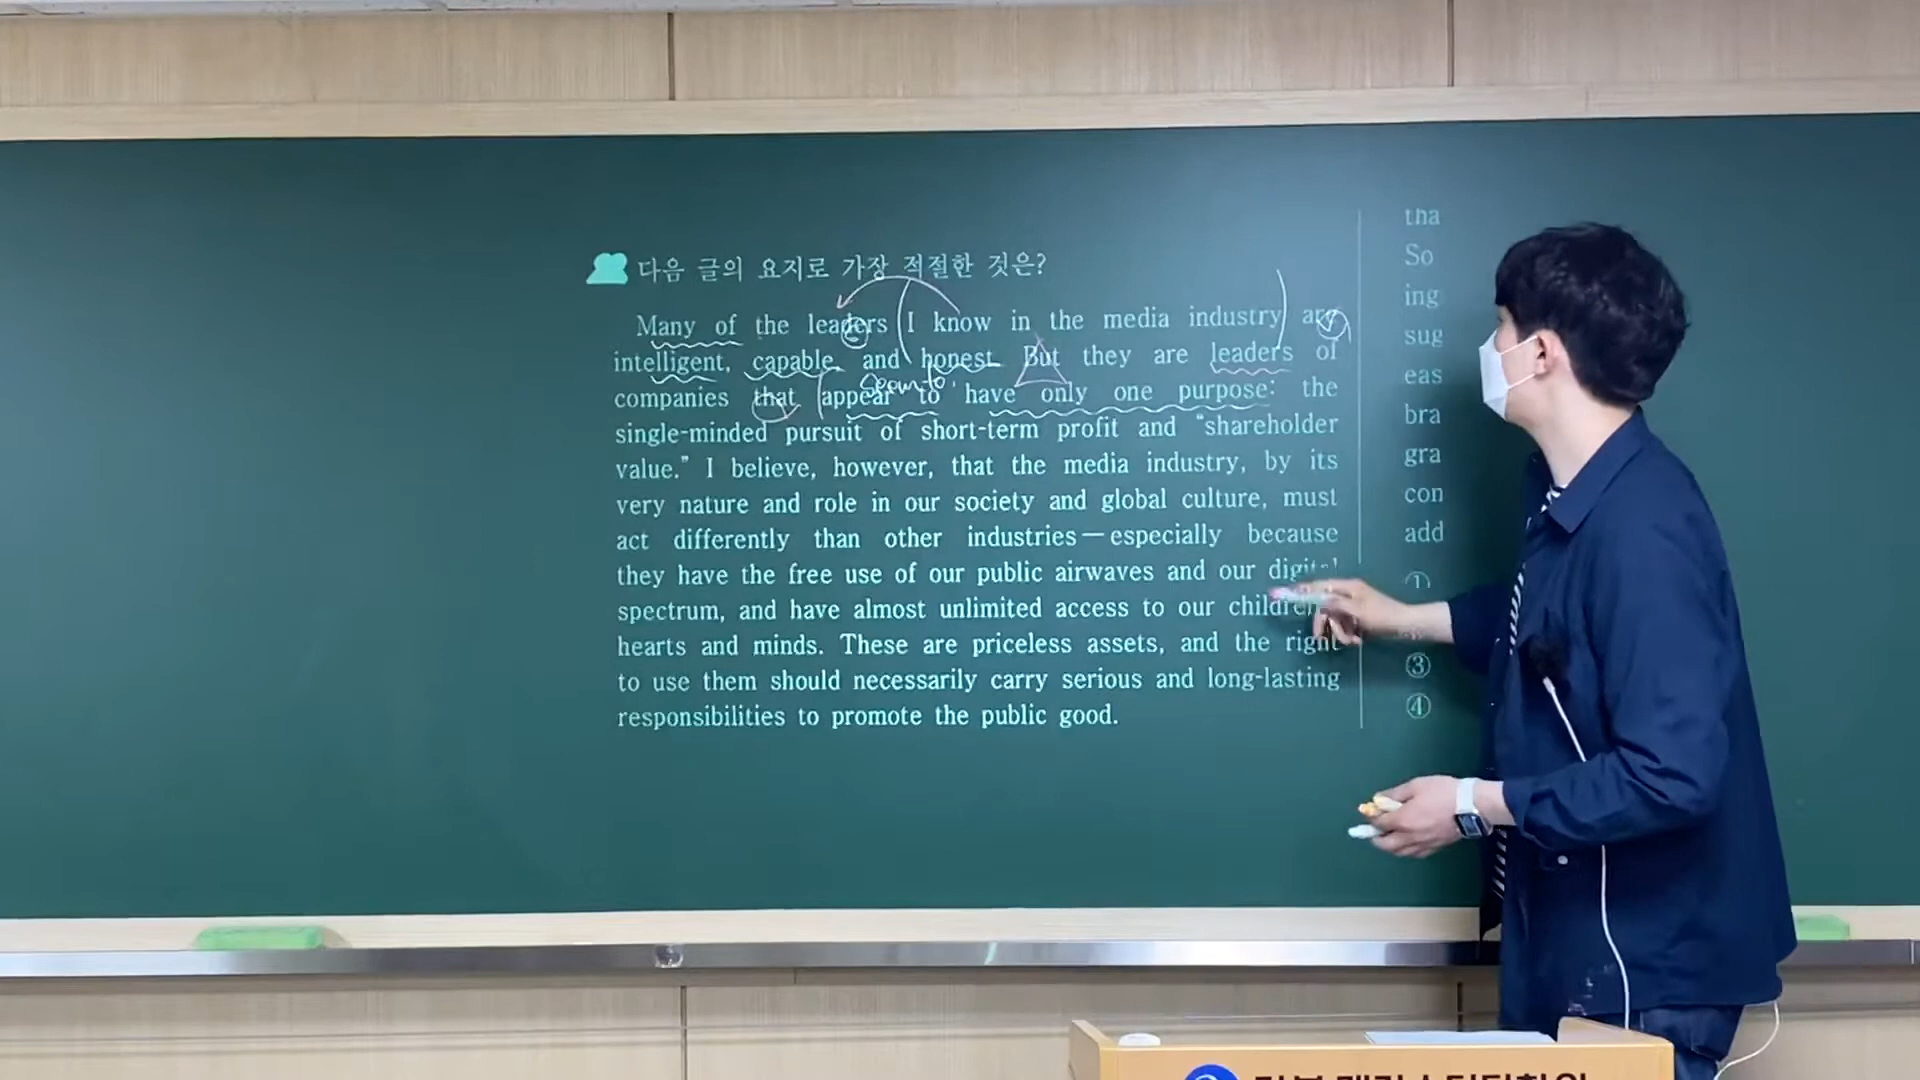 다음 글의 요지로 가장 적절한 것은?
Many of the leaders I know in the media industry are
intelligent, capable, and honest. But they are leaders of
seem to.
companies that appear to have only one purpose: the
single-minded pursuit of short-term profit and “shareholder
value.” I believe, however, that the media industry, by its
very nature and role in our society and global culture, must
act differently than other industries — especially because
they have the free use of our public airwaves and our digital
spectrum, and have almost unlimited access to our children
hearts and minds. These are priceless assets, and the right
to use them should necessarily carry serious and long-lasting
responsibilities to promote the public good.
tha
So
ing
sug
eas
bra
gra
con
add
①
③
④